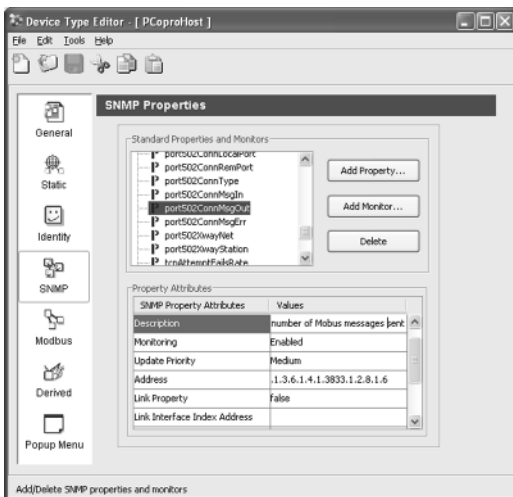 Device Type Editor - [ PCoproHost ]
File Edit Tools Help
General
Static
Identity
SNMP
Modbus
Derived
Popup Menu
SNMP Properties
Standard Properties and Monitors
P port502ConnLocalPort
P port502ConnRemPort
P port502ConnType
P port502ConnMsgIn
P port502ConnMsgOut
P port502ConnMsgErr
P port502XwayNet
P port502XwayStation
P tcpAttemptFailsRate
Add Property...
Add Monitor...
Delete
Property Attributes
SNMP Property Attributes Values
Description number of Mobus messages sent
Monitoring Enabled
Update Priority Medium
Address .1.3.6.1.4.1.3833.1.2.8.1.6
Link Property false
Link Interface Index Address
Add/Delete SNMP properties and monitors